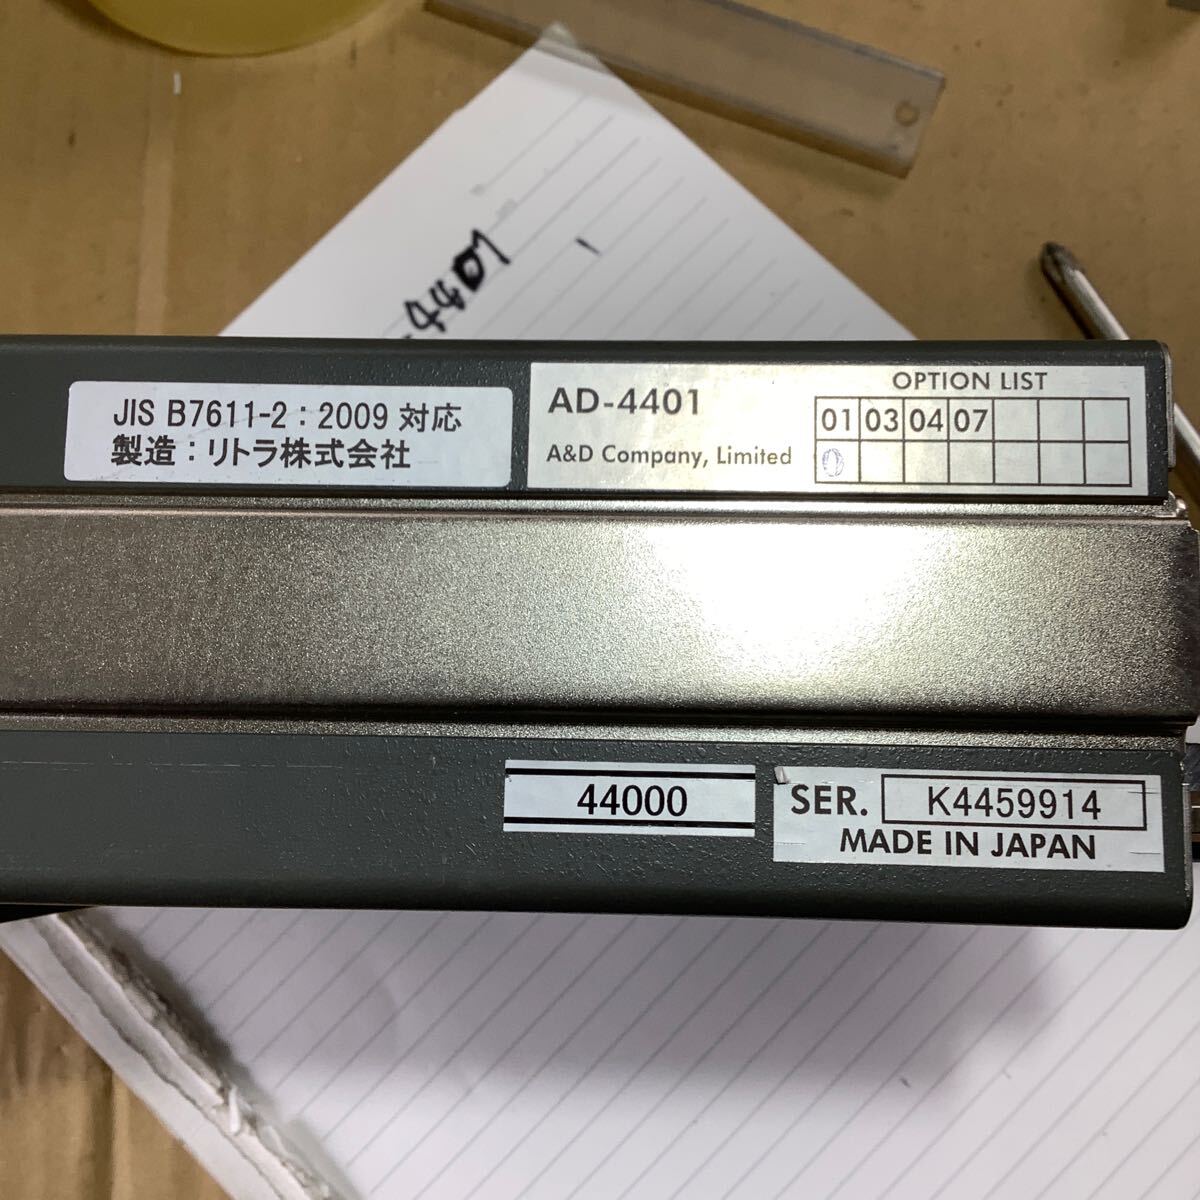 JIS B7611-2：2009 対応
製造：リトラ株式会社
AD-4401
A&D Company, Limited
OPTION LIST
01 03 04 07
0
44000
SER. K4459914
MADE IN JAPAN